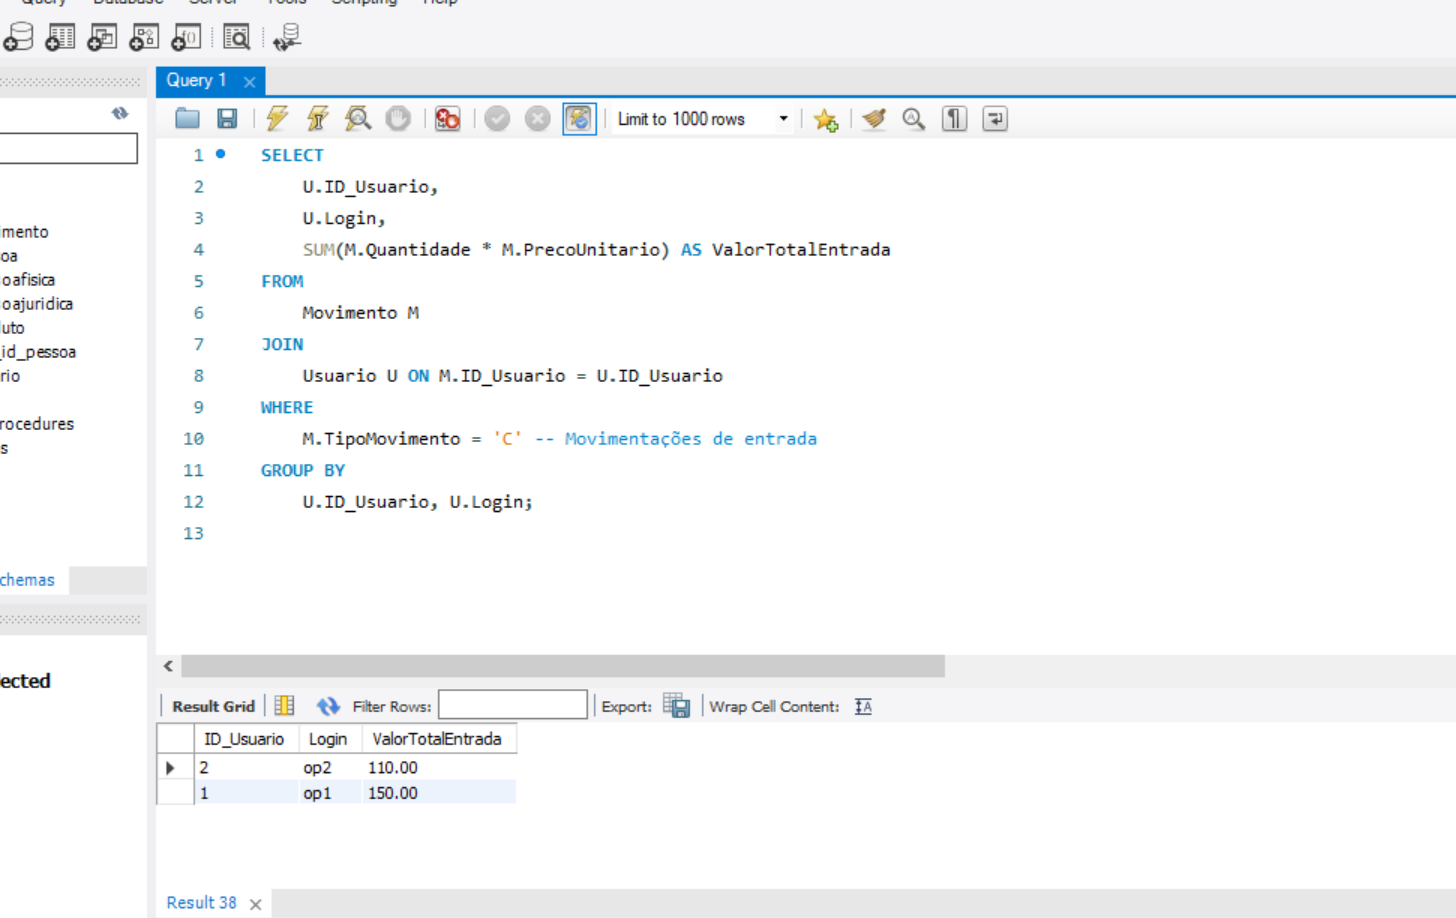 Query Database Server Tools Scripting Help
Query 1
Limit to 1000 rows
1 SELECT
2 U.ID_Usuario,
3 U.Login,
4 SUM(M.Quantidade * M.PrecoUnitario) AS ValorTotalEntrada
5 FROM
6 Movimento M
7 JOIN
8 Usuario U ON M.ID_Usuario = U.ID_Usuario
9 WHERE
10 M.TipoMovimento = 'C' -- Movimentações de entrada
11 GROUP BY
12 U.ID_Usuario, U.Login;
13
imento
oa
oafisica
oajuridica
luto
_id_pessoa
rio
rocedures
s
chemas
ected
Result Grid Filter Rows: Export: Wrap Cell Content:
ID_Usuario Login ValorTotalEntrada
2 op2 110.00
1 op1 150.00
Result 38